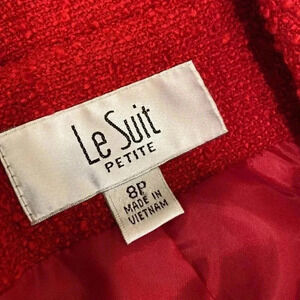 Le Suit
PETITE
8P
MADE IN
VIETNAM